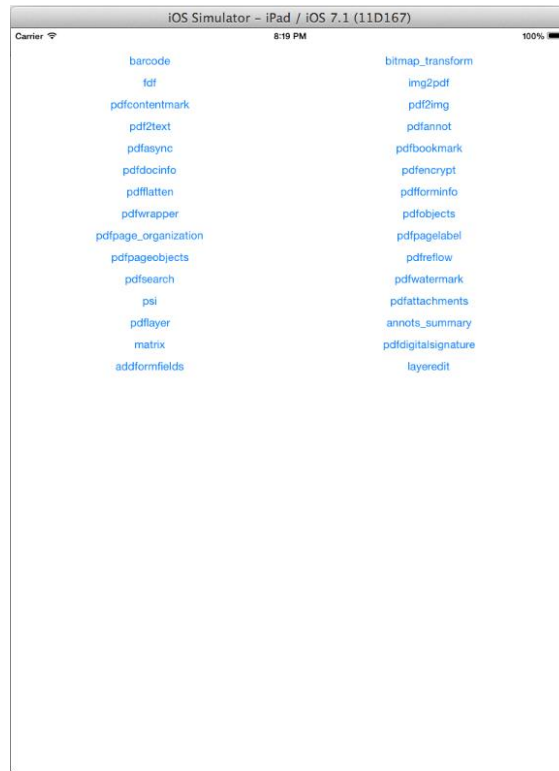 iOS Simulator – iPad / iOS 7.1 (11D167)
Carrier 8:19 PM 100%
barcode bitmap_transform
fdf img2pdf
pdfcontentmark pdf2img
pdf2text pdfannot
pdfasync pdfbookmark
pdfdocinfo pdfencrypt
pdfflatten pdfforminfo
pdfwrapper pdfobjects
pdfpage_organization pdfpagelabel
pdfpageobjects pdfreflow
pdfsearch pdfwatermark
psi pdfattachments
pdflayer annots_summary
matrix pdfdigitalsignature
addformfields layeredit